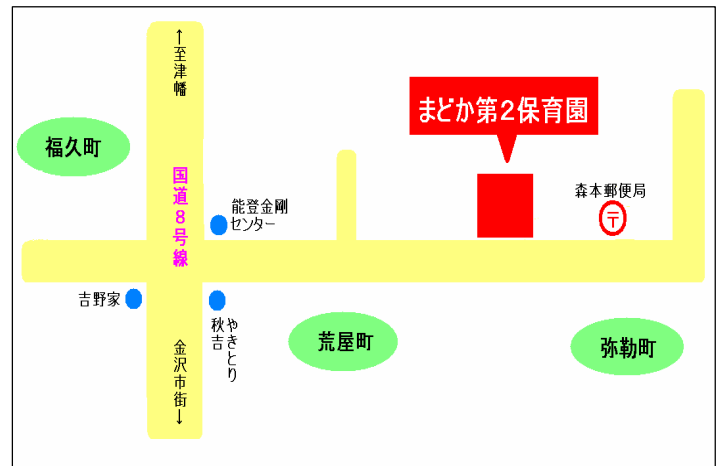 ↑至津幡
まどか第2保育園
福久町
国道8号線
能登金剛
センター
森本郵便局
〒
吉野家
やきとり
秋吉
荒屋町
弥勒町
金沢市街↓